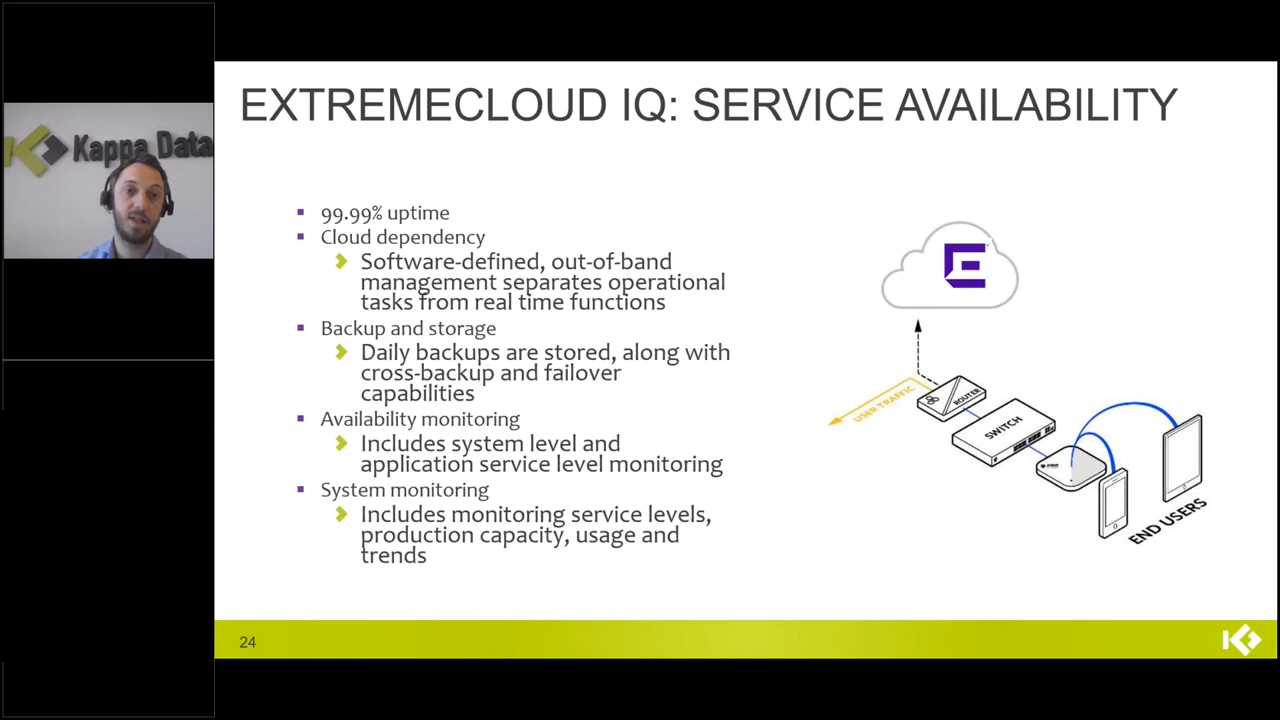 Kappa Data
EXTREMECLOUD IQ: SERVICE AVAILABILITY
99.99% uptime
Cloud dependency
Software-defined, out-of-band
management separates operational
tasks from real time functions
Backup and storage
Daily backups are stored, along with
cross-backup and failover
capabilities
Availability monitoring
Includes system level and
application service level monitoring
System monitoring
Includes monitoring service levels,
production capacity, usage and
trends
USER TRAFFIC
ROUTER
SWITCH
END USERS
24